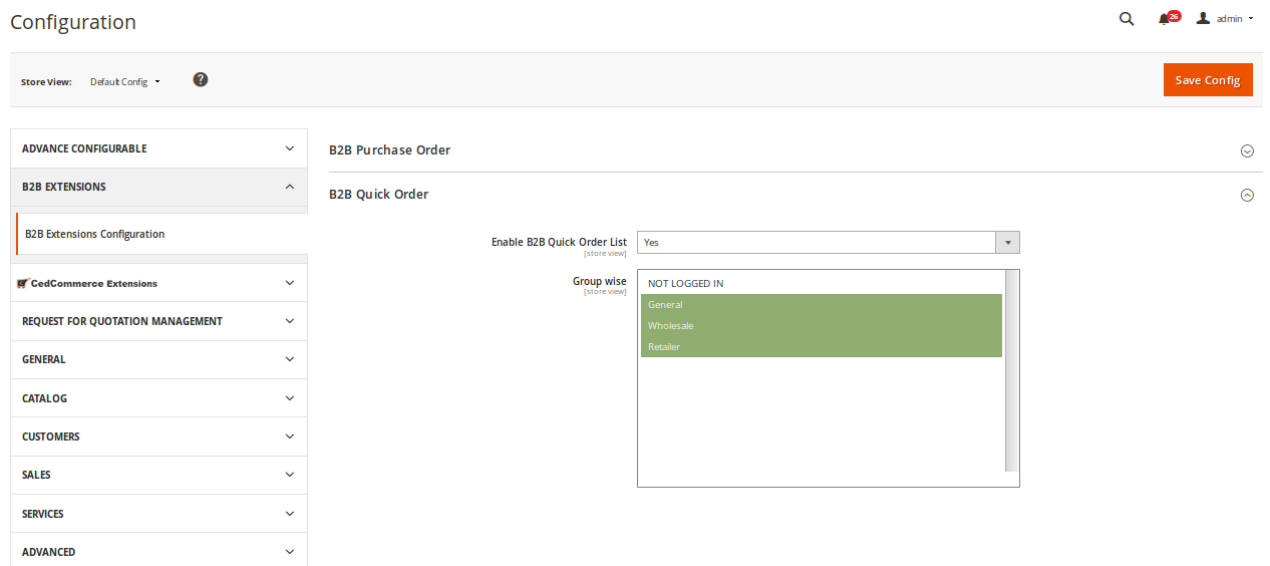 Configuration
26
admin
Store View: Default Config
?
Save Config
ADVANCE CONFIGURABLE
B2B EXTENSIONS
B2B Extensions Configuration
CedCommerce Extensions
REQUEST FOR QUOTATION MANAGEMENT
GENERAL
CATALOG
CUSTOMERS
SALES
SERVICES
ADVANCED
B2B Purchase Order
B2B Quick Order
Enable B2B Quick Order List
[store view]
Yes
Group wise
[store view]
NOT LOGGED IN
General
Wholesale
Retailer